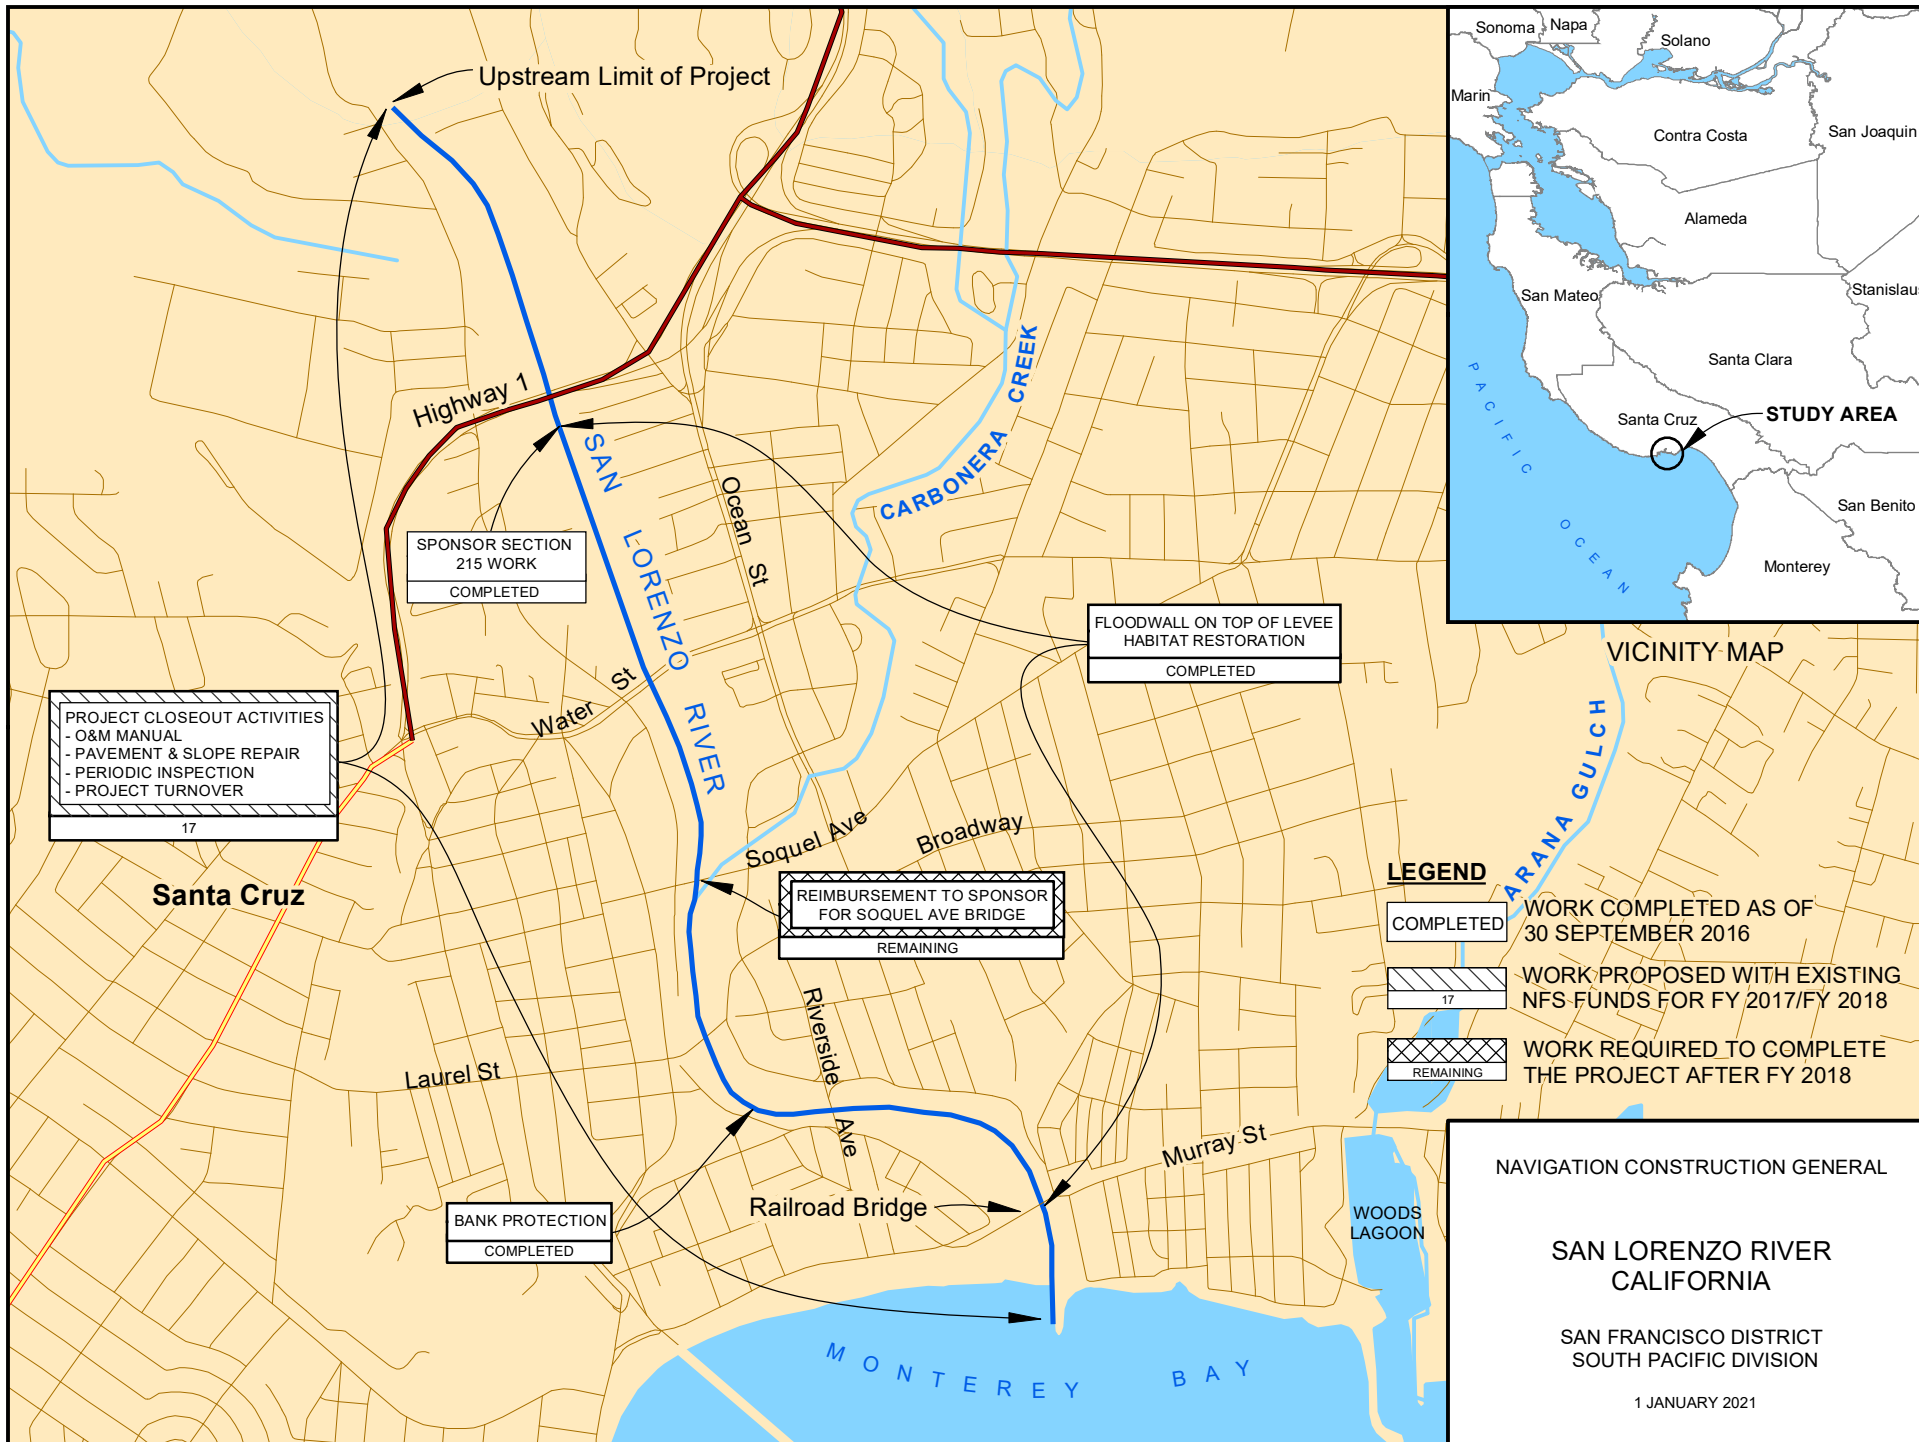 Upstream Limit of Project
Highway 1
SAN LORENZO RIVER
CARBONERA CREEK
Ocean St
SPONSOR SECTION
215 WORK
COMPLETED
FLOODWALL ON TOP OF LEVEE
HABITAT RESTORATION
COMPLETED
Water St
PROJECT CLOSEOUT ACTIVITIES
- O&M MANUAL
- PAVEMENT & SLOPE REPAIR
- PERIODIC INSPECTION
- PROJECT TURNOVER
17
Santa Cruz
Soquel Ave
Broadway
REIMBURSEMENT TO SPONSOR
FOR SOQUEL AVE BRIDGE
REMAINING
Riverside Ave
Laurel St
BANK PROTECTION
COMPLETED
Railroad Bridge
Murray St
MONTEREY BAY
WOODS
LAGOON
ARANA GULCH
Sonoma
Napa
Solano
Marin
Contra Costa
San Joaquin
Alameda
San Mateo
Stanislaus
Santa Clara
Santa Cruz
STUDY AREA
PACIFIC OCEAN
San Benito
Monterey
VICINITY MAP
LEGEND
COMPLETED
WORK COMPLETED AS OF
30 SEPTEMBER 2016
17
WORK PROPOSED WITH EXISTING
NFS FUNDS FOR FY 2017/FY 2018
REMAINING
WORK REQUIRED TO COMPLETE
THE PROJECT AFTER FY 2018
NAVIGATION CONSTRUCTION GENERAL
SAN LORENZO RIVER
CALIFORNIA
SAN FRANCISCO DISTRICT
SOUTH PACIFIC DIVISION
1 JANUARY 2021